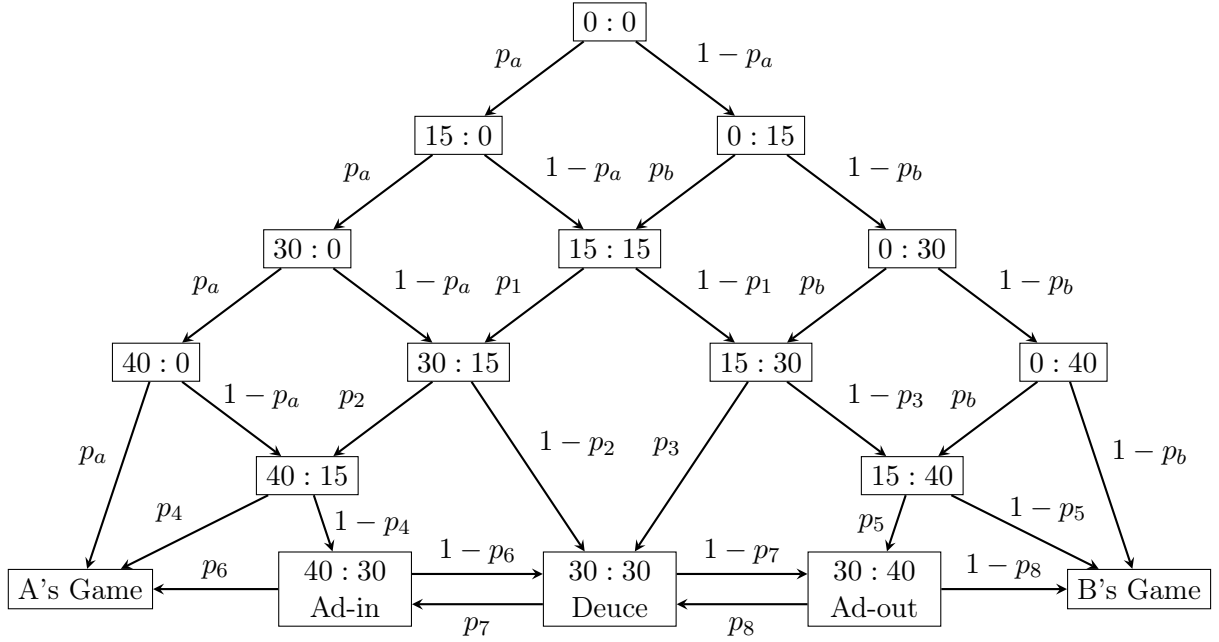 0 : 0
p_a
1 − p_a
15 : 0
0 : 15
p_a
1 − p_a
p_b
1 − p_b
30 : 0
15 : 15
0 : 30
p_a
1 − p_a
p_1
1 − p_1
p_b
1 − p_b
40 : 0
30 : 15
15 : 30
0 : 40
p_a
1 − p_a
p_2
1 − p_2
p_3
1 − p_3
p_b
1 − p_b
40 : 15
15 : 40
p_4
1 − p_4
p_5
1 − p_5
A's Game
p_6
40 : 30
Ad-in
1 − p_6
p_7
30 : 30
Deuce
1 − p_7
p_8
30 : 40
Ad-out
1 − p_8
B's Game